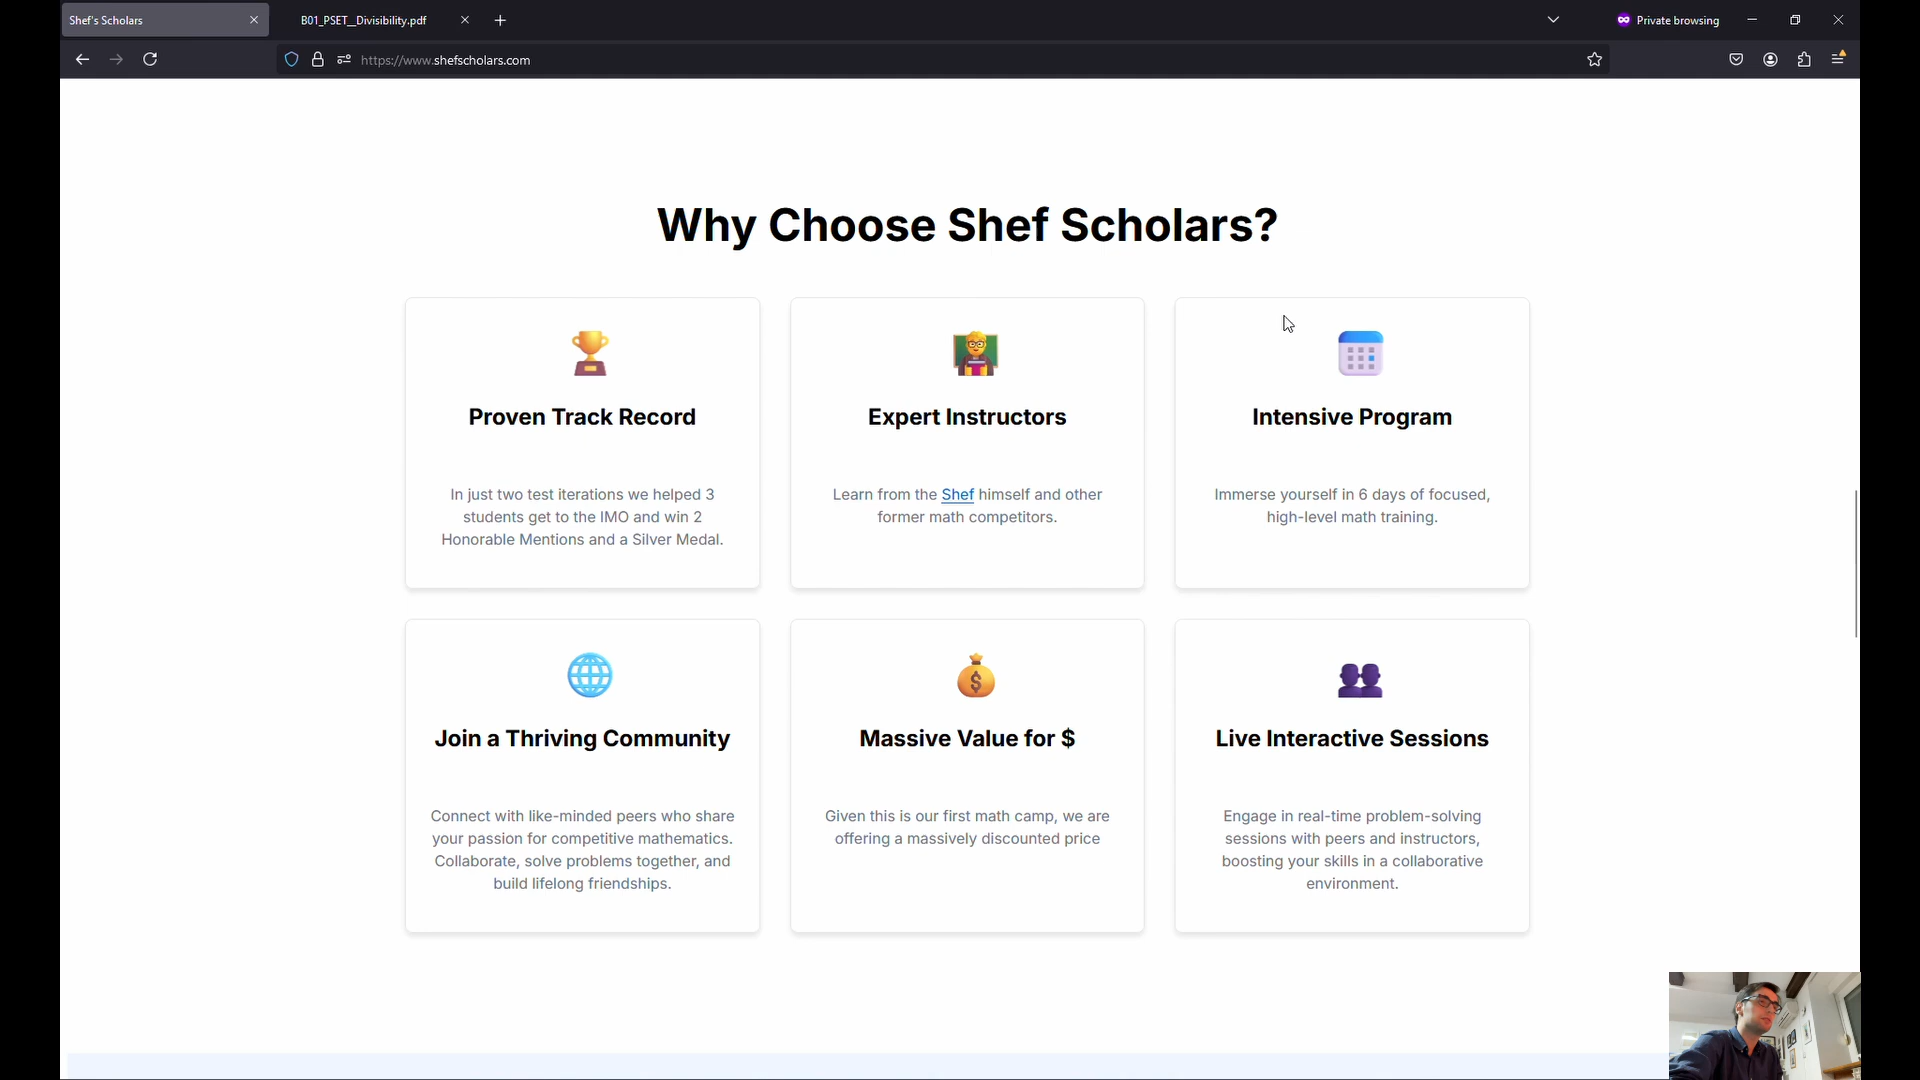 Shef's Scholars
B01_PSET__Divisibility.pdf
Private browsing
https://www.shefscholars.com
Why Choose Shef Scholars?
Proven Track Record
In just two test iterations we helped 3
students get to the IMO and win 2
Honorable Mentions and a Silver Medal.
Expert Instructors
Learn from the Shef himself and other
former math competitors.
Intensive Program
Immerse yourself in 6 days of focused,
high-level math training.
Join a Thriving Community
Connect with like-minded peers who share
your passion for competitive mathematics.
Collaborate, solve problems together, and
build lifelong friendships.
$
Massive Value for $
Given this is our first math camp, we are
offering a massively discounted price
Live Interactive Sessions
Engage in real-time problem-solving
sessions with peers and instructors,
boosting your skills in a collaborative
environment.